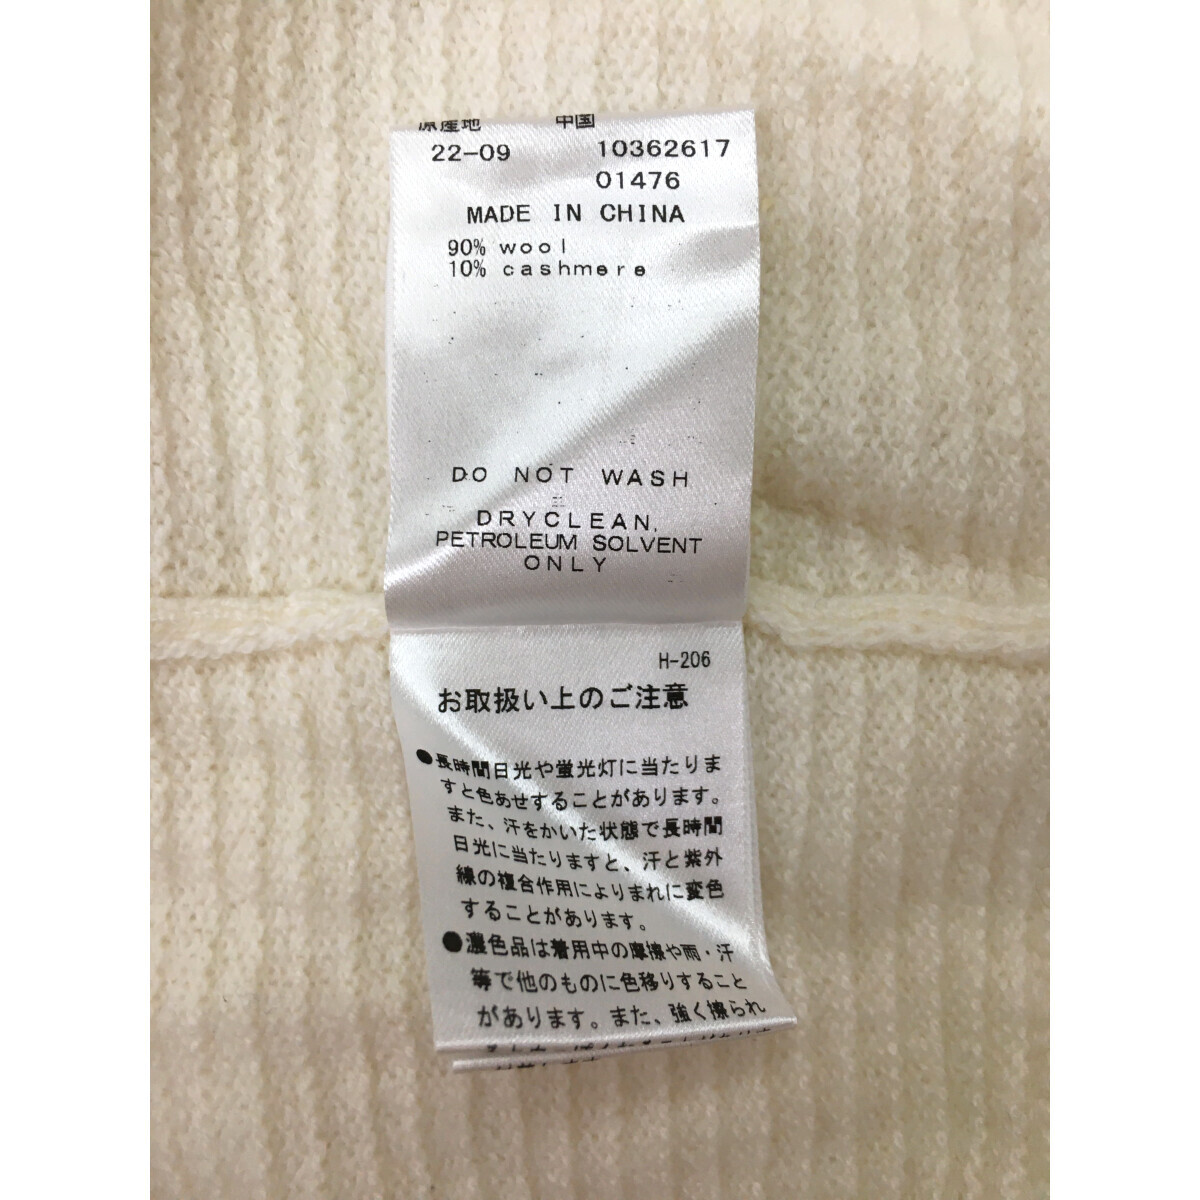 原産地 中国
22-09 10362617
01476
MADE IN CHINA
90% wool
10% cashmere
DO NOT WASH
DRYCLEAN,
PETROLEUM SOLVENT
ONLY
H-206
お取扱い上のご注意
●長時間日光や蛍光灯に当たりま
すと色あせすることがあります。
また、汗をかいた状態で長時間
日光に当たりますと、汗と紫外
線の複合作用によりまれに変色
することがあります。
●濃色品は着用中の摩擦や雨・汗
等で他のものに色移りすること
があります。また、強く擦られ